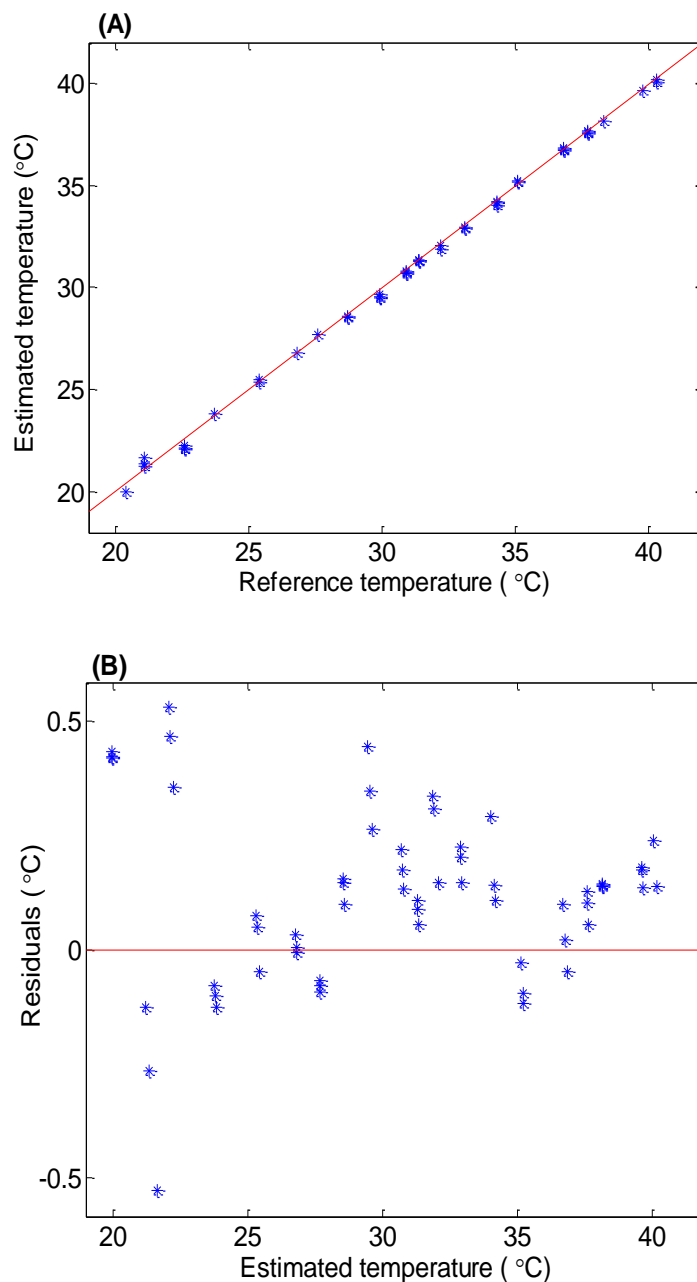 (A)
40
35
30
25
20
Estimated temperature (°C)
20 25 30 35 40
Reference temperature ( °C)
(B)
0.5
0
-0.5
Residuals ( °C)
20 25 30 35 40
Estimated temperature ( °C)